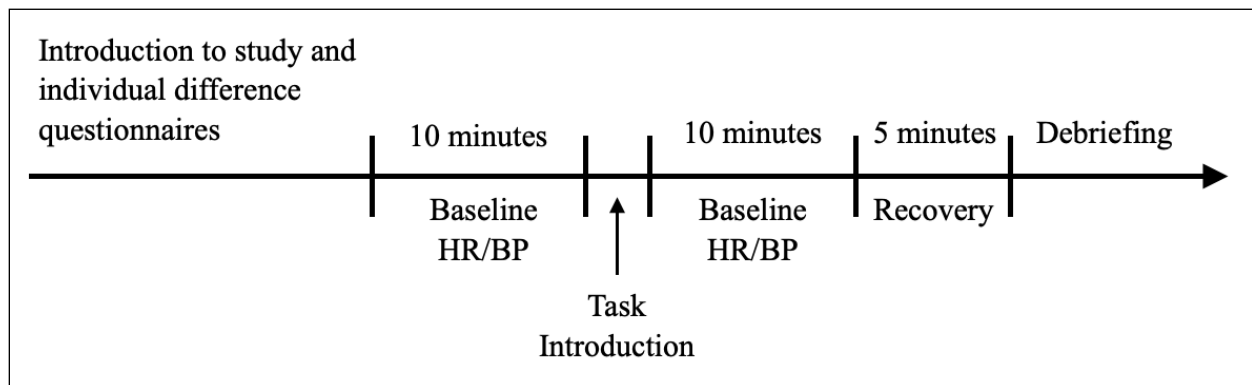 Introduction to study and
individual difference
questionnaires
10 minutes
10 minutes
5 minutes
Debriefing
Baseline
HR/BP
Baseline
HR/BP
Recovery
Task
Introduction